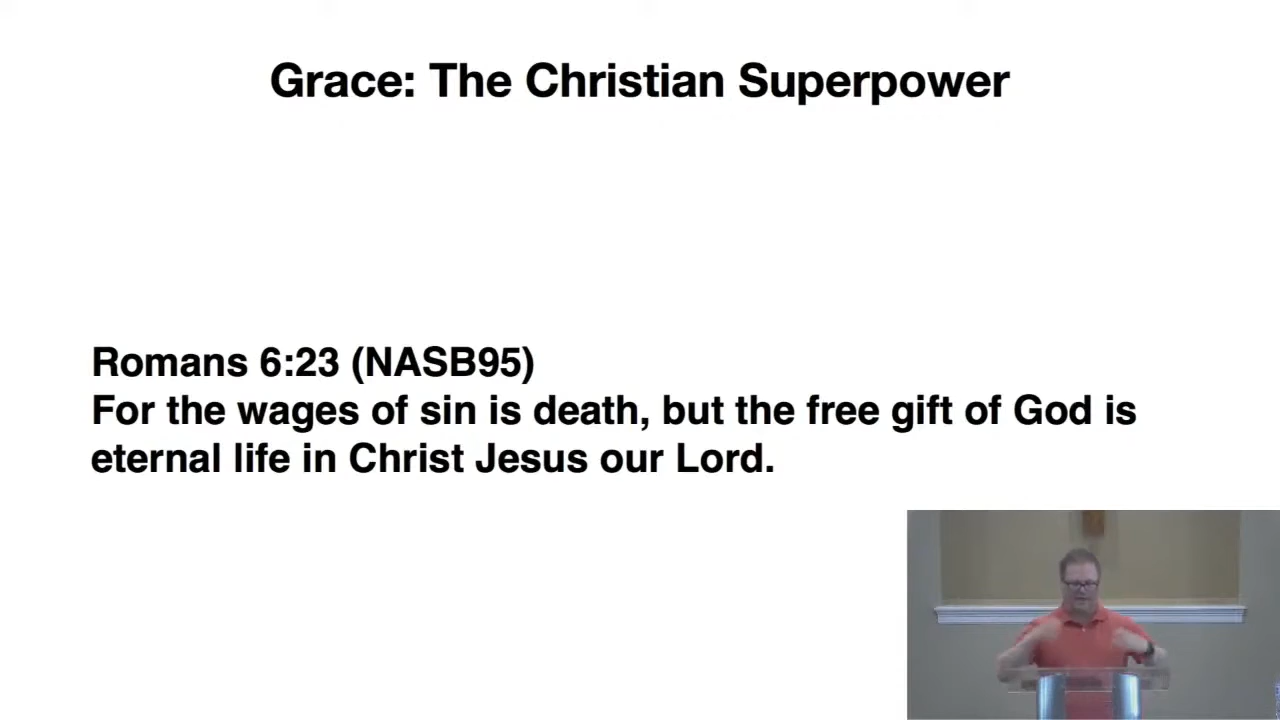 Grace: The Christian Superpower
Romans 6:23 (NASB95)
For the wages of sin is death, but the free gift of God is
eternal life in Christ Jesus our Lord.